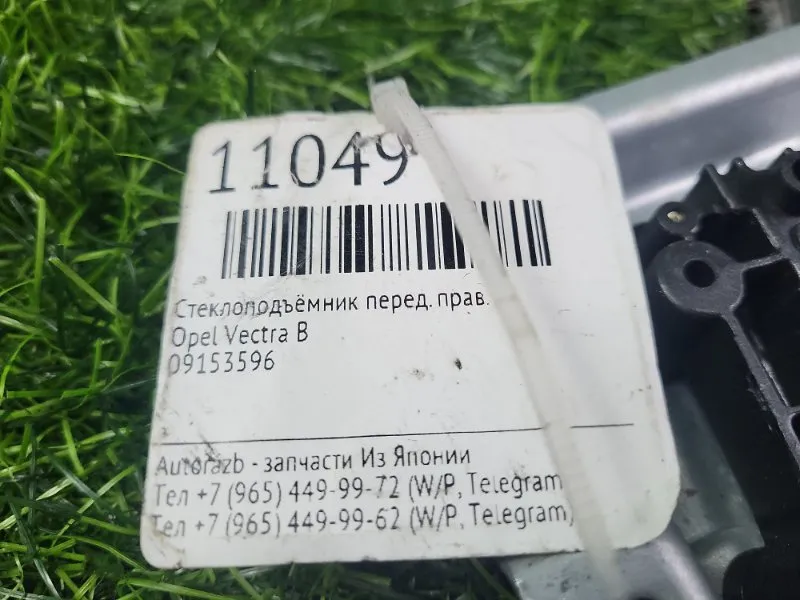 11049
Стеклоподъёмник перед. прав.
Opel Vectra B
09153596
Autorazb - запчасти Из Японии
Тел +7 (965) 449-99-72 (W/P, Telegram
Тел +7 (965) 449-99-62 (W/P, Telegram)